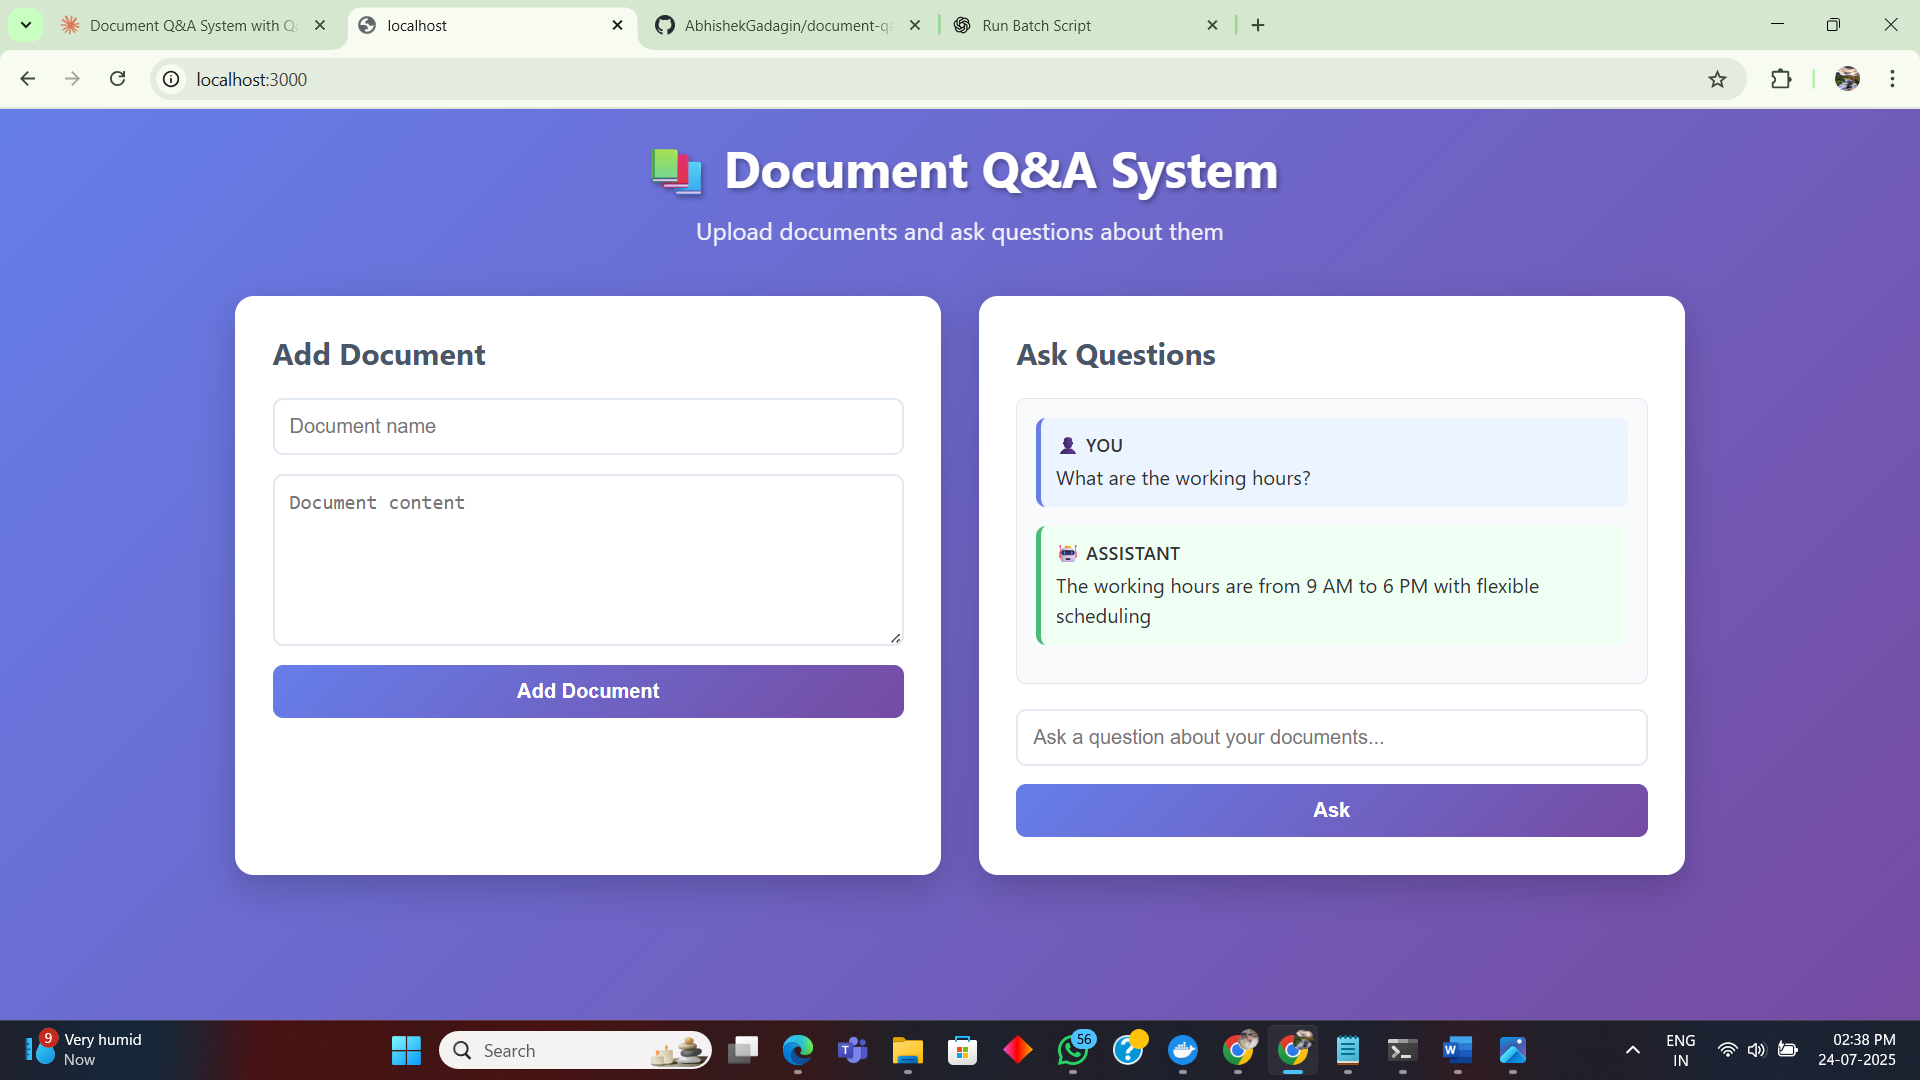 Document Q&A System with Qd
localhost
AbhishekGadagin/document-qa
Run Batch Script
localhost:3000
Document Q&A System
Upload documents and ask questions about them
Add Document
Document name
Document content
Add Document
Ask Questions
YOU
What are the working hours?
ASSISTANT
The working hours are from 9 AM to 6 PM with flexible
scheduling
Ask a question about your documents...
Ask
9
Very humid
Now
Search
56
ENG
IN
02:38 PM
24-07-2025